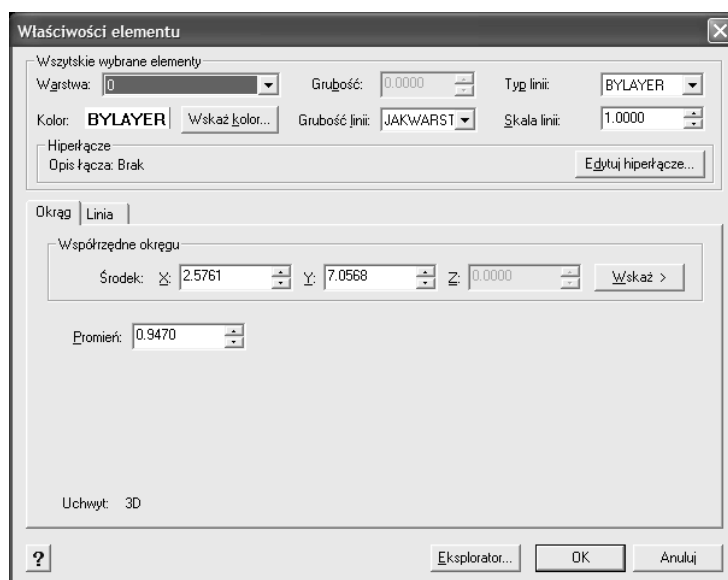 Właściwości elementu
Wszytskie wybrane elementy
Warstwa: 0 Grubość: 0.0000 Typ linii: BYLAYER
Kolor: BYLAYER Wskaż kolor... Grubość linii: JAKWARST Skala linii: 1.0000
Hiperłącze
Opis łącza: Brak Edytuj hiperłącze...
Okrąg Linia
Współrzędne okręgu
Środek: X: 2.5761 Y: 7.0568 Z: 0.0000 Wskaż >
Promień: 0.9470
Uchwyt: 3D
? Eksplorator... OK Anuluj